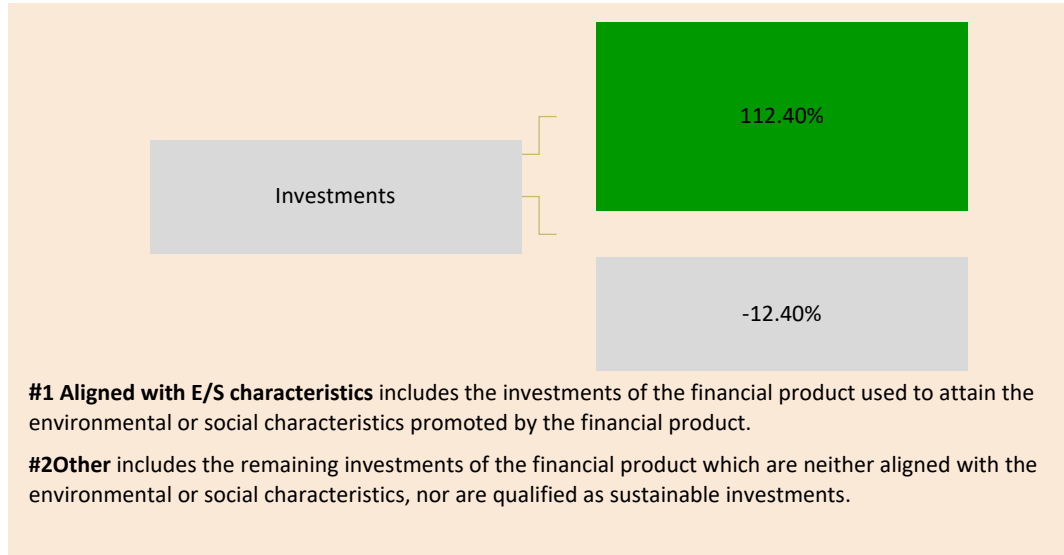 112.40%
Investments
-12.40%
#1 Aligned with E/S characteristics includes the investments of the financial product used to attain the
environmental or social characteristics promoted by the financial product.
#2Other includes the remaining investments of the financial product which are neither aligned with the
environmental or social characteristics, nor are qualified as sustainable investments.